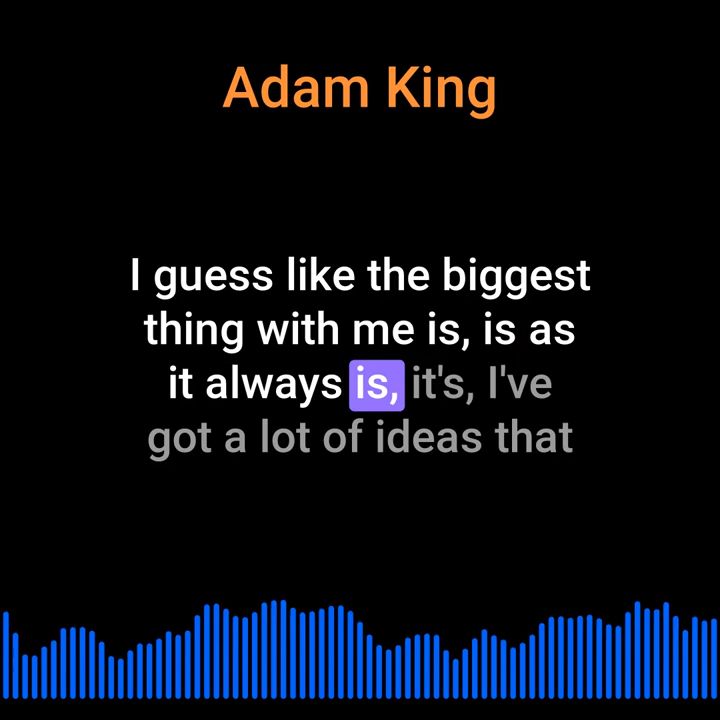 Adam King
I guess like the biggest
thing with me is, is as
it always is, it's, I've
got a lot of ideas that